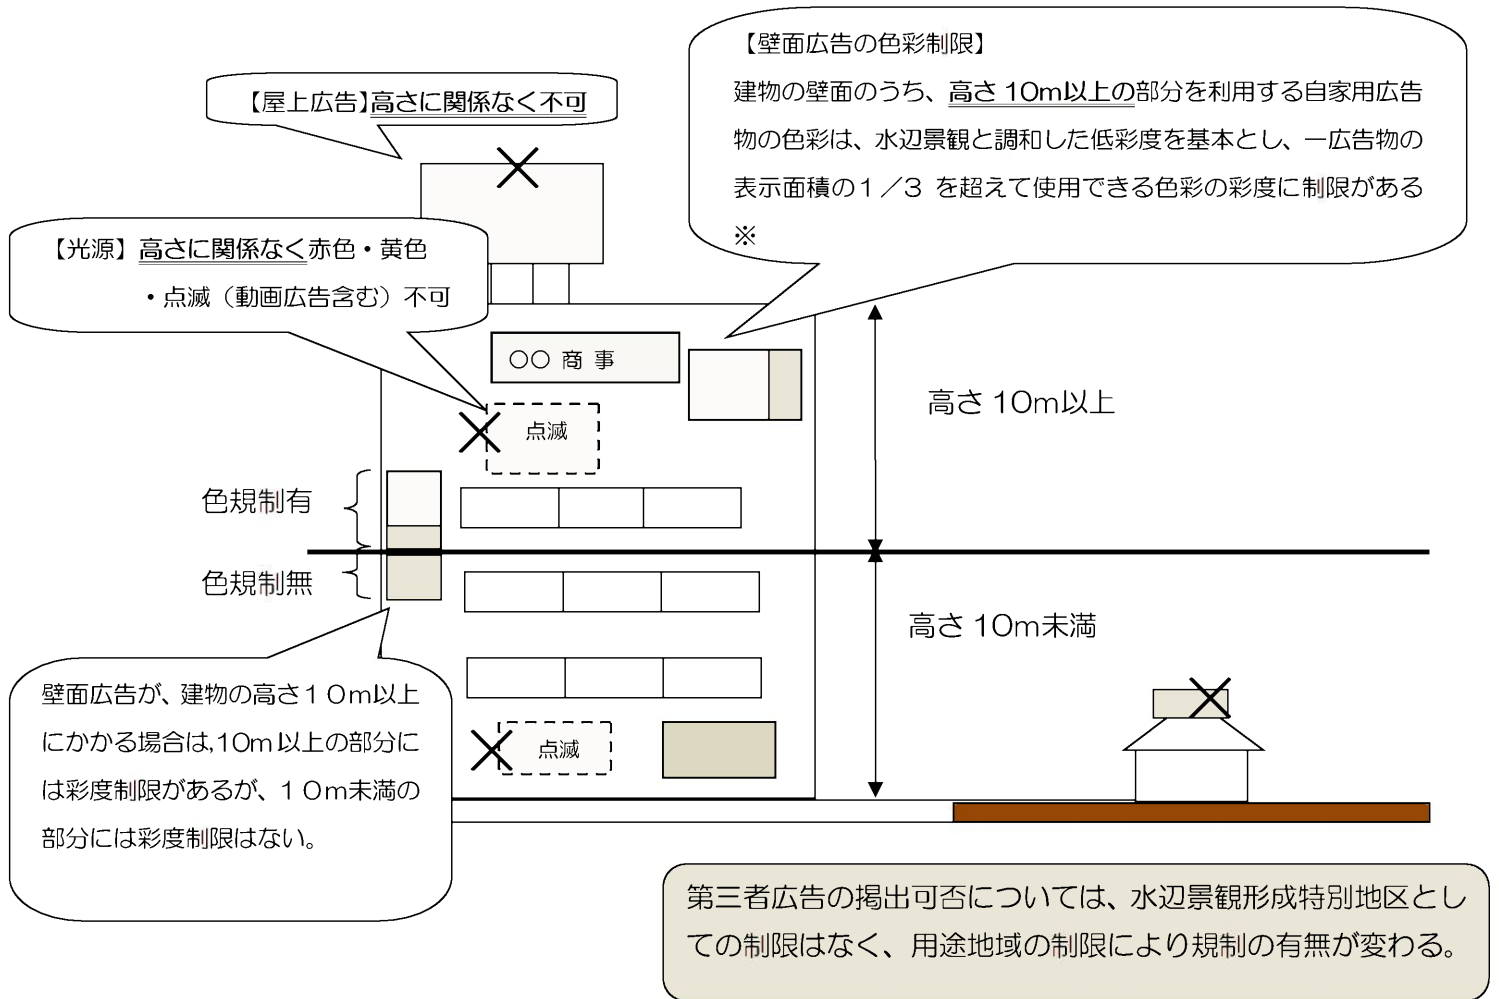 【壁面広告の色彩制限】
建物の壁面のうち、高さ10m以上の部分を利用する自家用広告
物の色彩は、水辺景観と調和した低彩度を基本とし、一広告物の
表示面積の1/3 を超えて使用できる色彩の彩度に制限がある
※
【屋上広告】高さに関係なく不可
【光源】高さに関係なく赤色・黄色
・点滅（動画広告含む）不可
○○ 商 事
点滅
高さ10m以上
色規制有
色規制無
高さ10m未満
壁面広告が、建物の高さ10m以上
にかかる場合は,10m以上の部分に
は彩度制限があるが、10m未満の
部分には彩度制限はない。
点滅
第三者広告の掲出可否については、水辺景観形成特別地区とし
ての制限はなく、用途地域の制限により規制の有無が変わる。